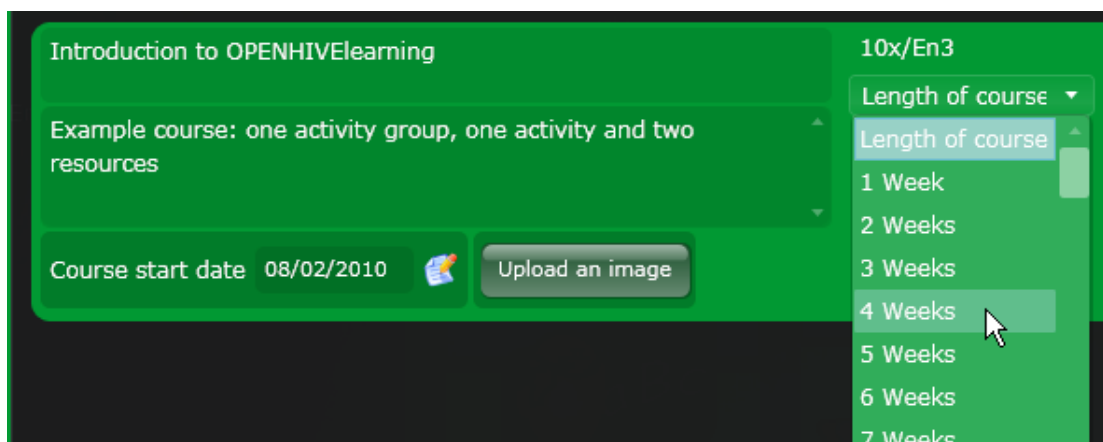 Introduction to OPENHIVElearning
Example course: one activity group, one activity and two
resources
Course start date 08/02/2010
Upload an image
10x/En3
Length of course
Length of course
1 Week
2 Weeks
3 Weeks
4 Weeks
5 Weeks
6 Weeks
7 Weeks